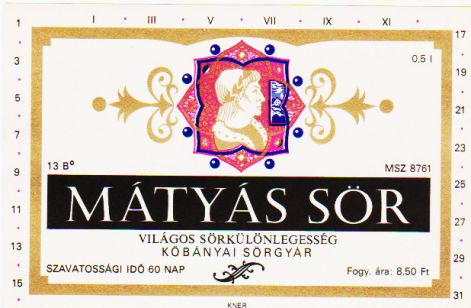 I III V VII IX XI
1 17
3 19
5 21
7 23
9 25
11 27
13 29
15 31
0,5 l
13 B°
MSZ 8761
MÁTYÁS SÖR
VILÁGOS SÖRKÜLÖNLEGESSÉG
KŐBÁNYAI SÖRGYÁR
SZAVATOSSÁGI IDŐ 60 NAP
Fogy. ára: 8,50 Ft
KNER